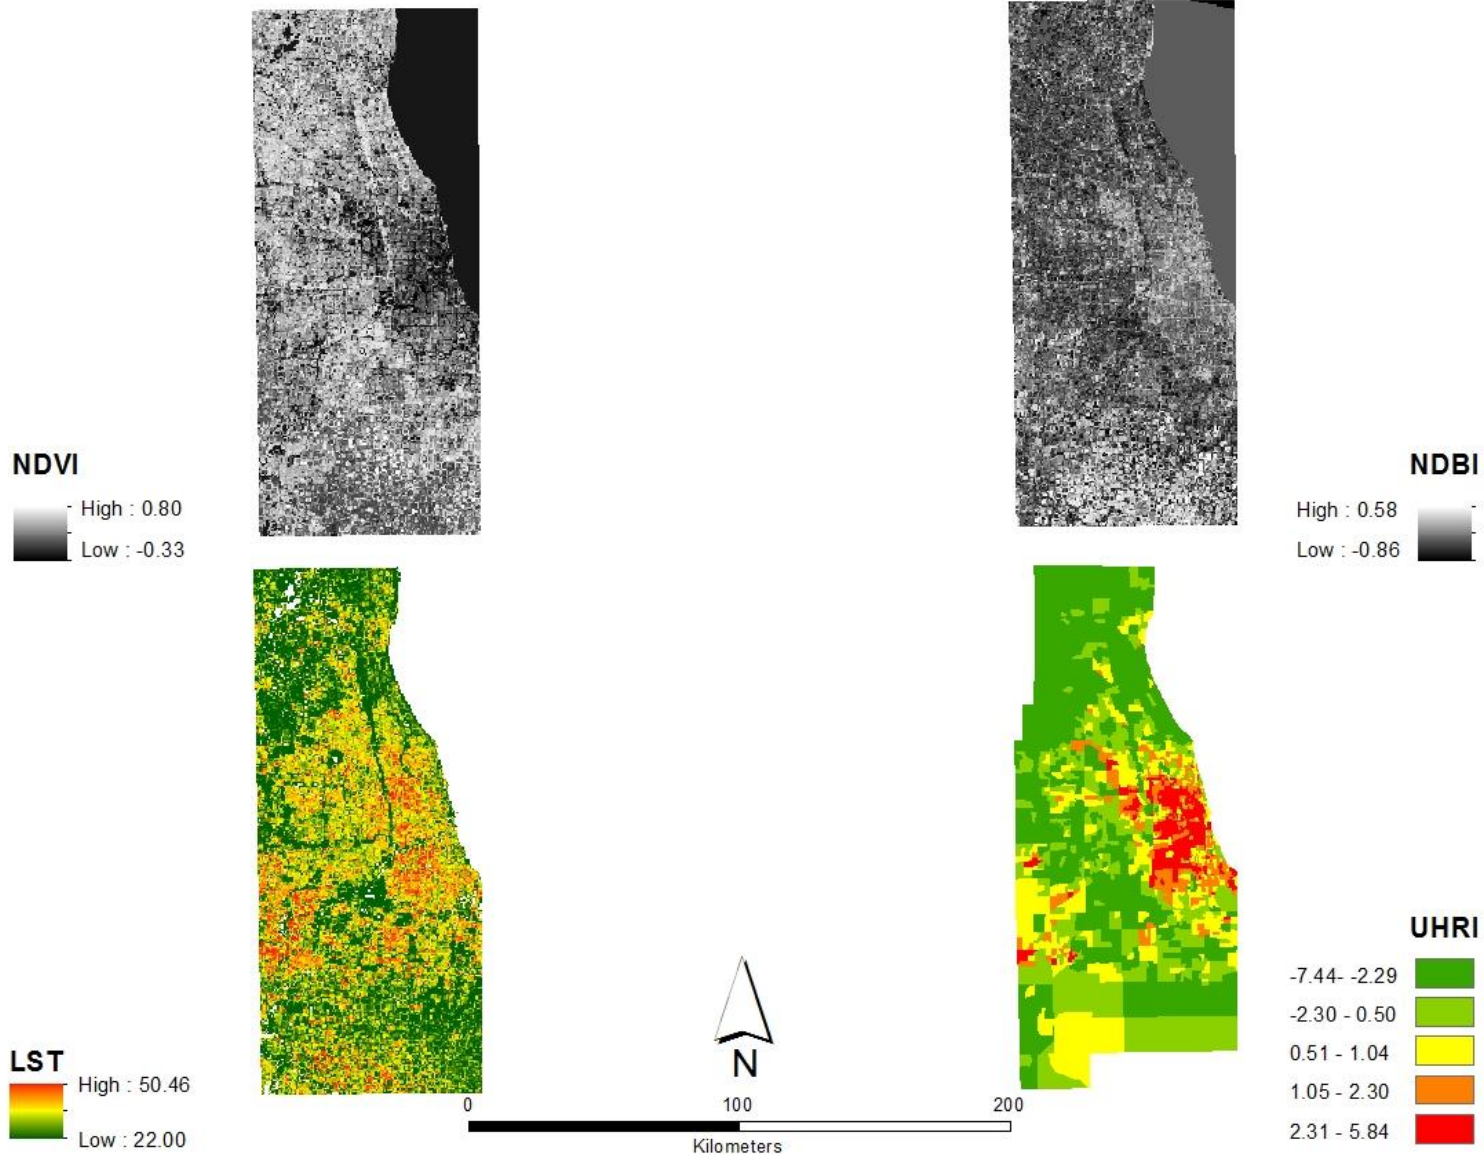 NDVI
High : 0.80
Low : -0.33
NDBI
High : 0.58
Low : -0.86
LST
High : 50.46
Low : 22.00
N
0 100 200
Kilometers
UHRI
-7.44- -2.29
-2.30 - 0.50
0.51 - 1.04
1.05 - 2.30
2.31 - 5.84